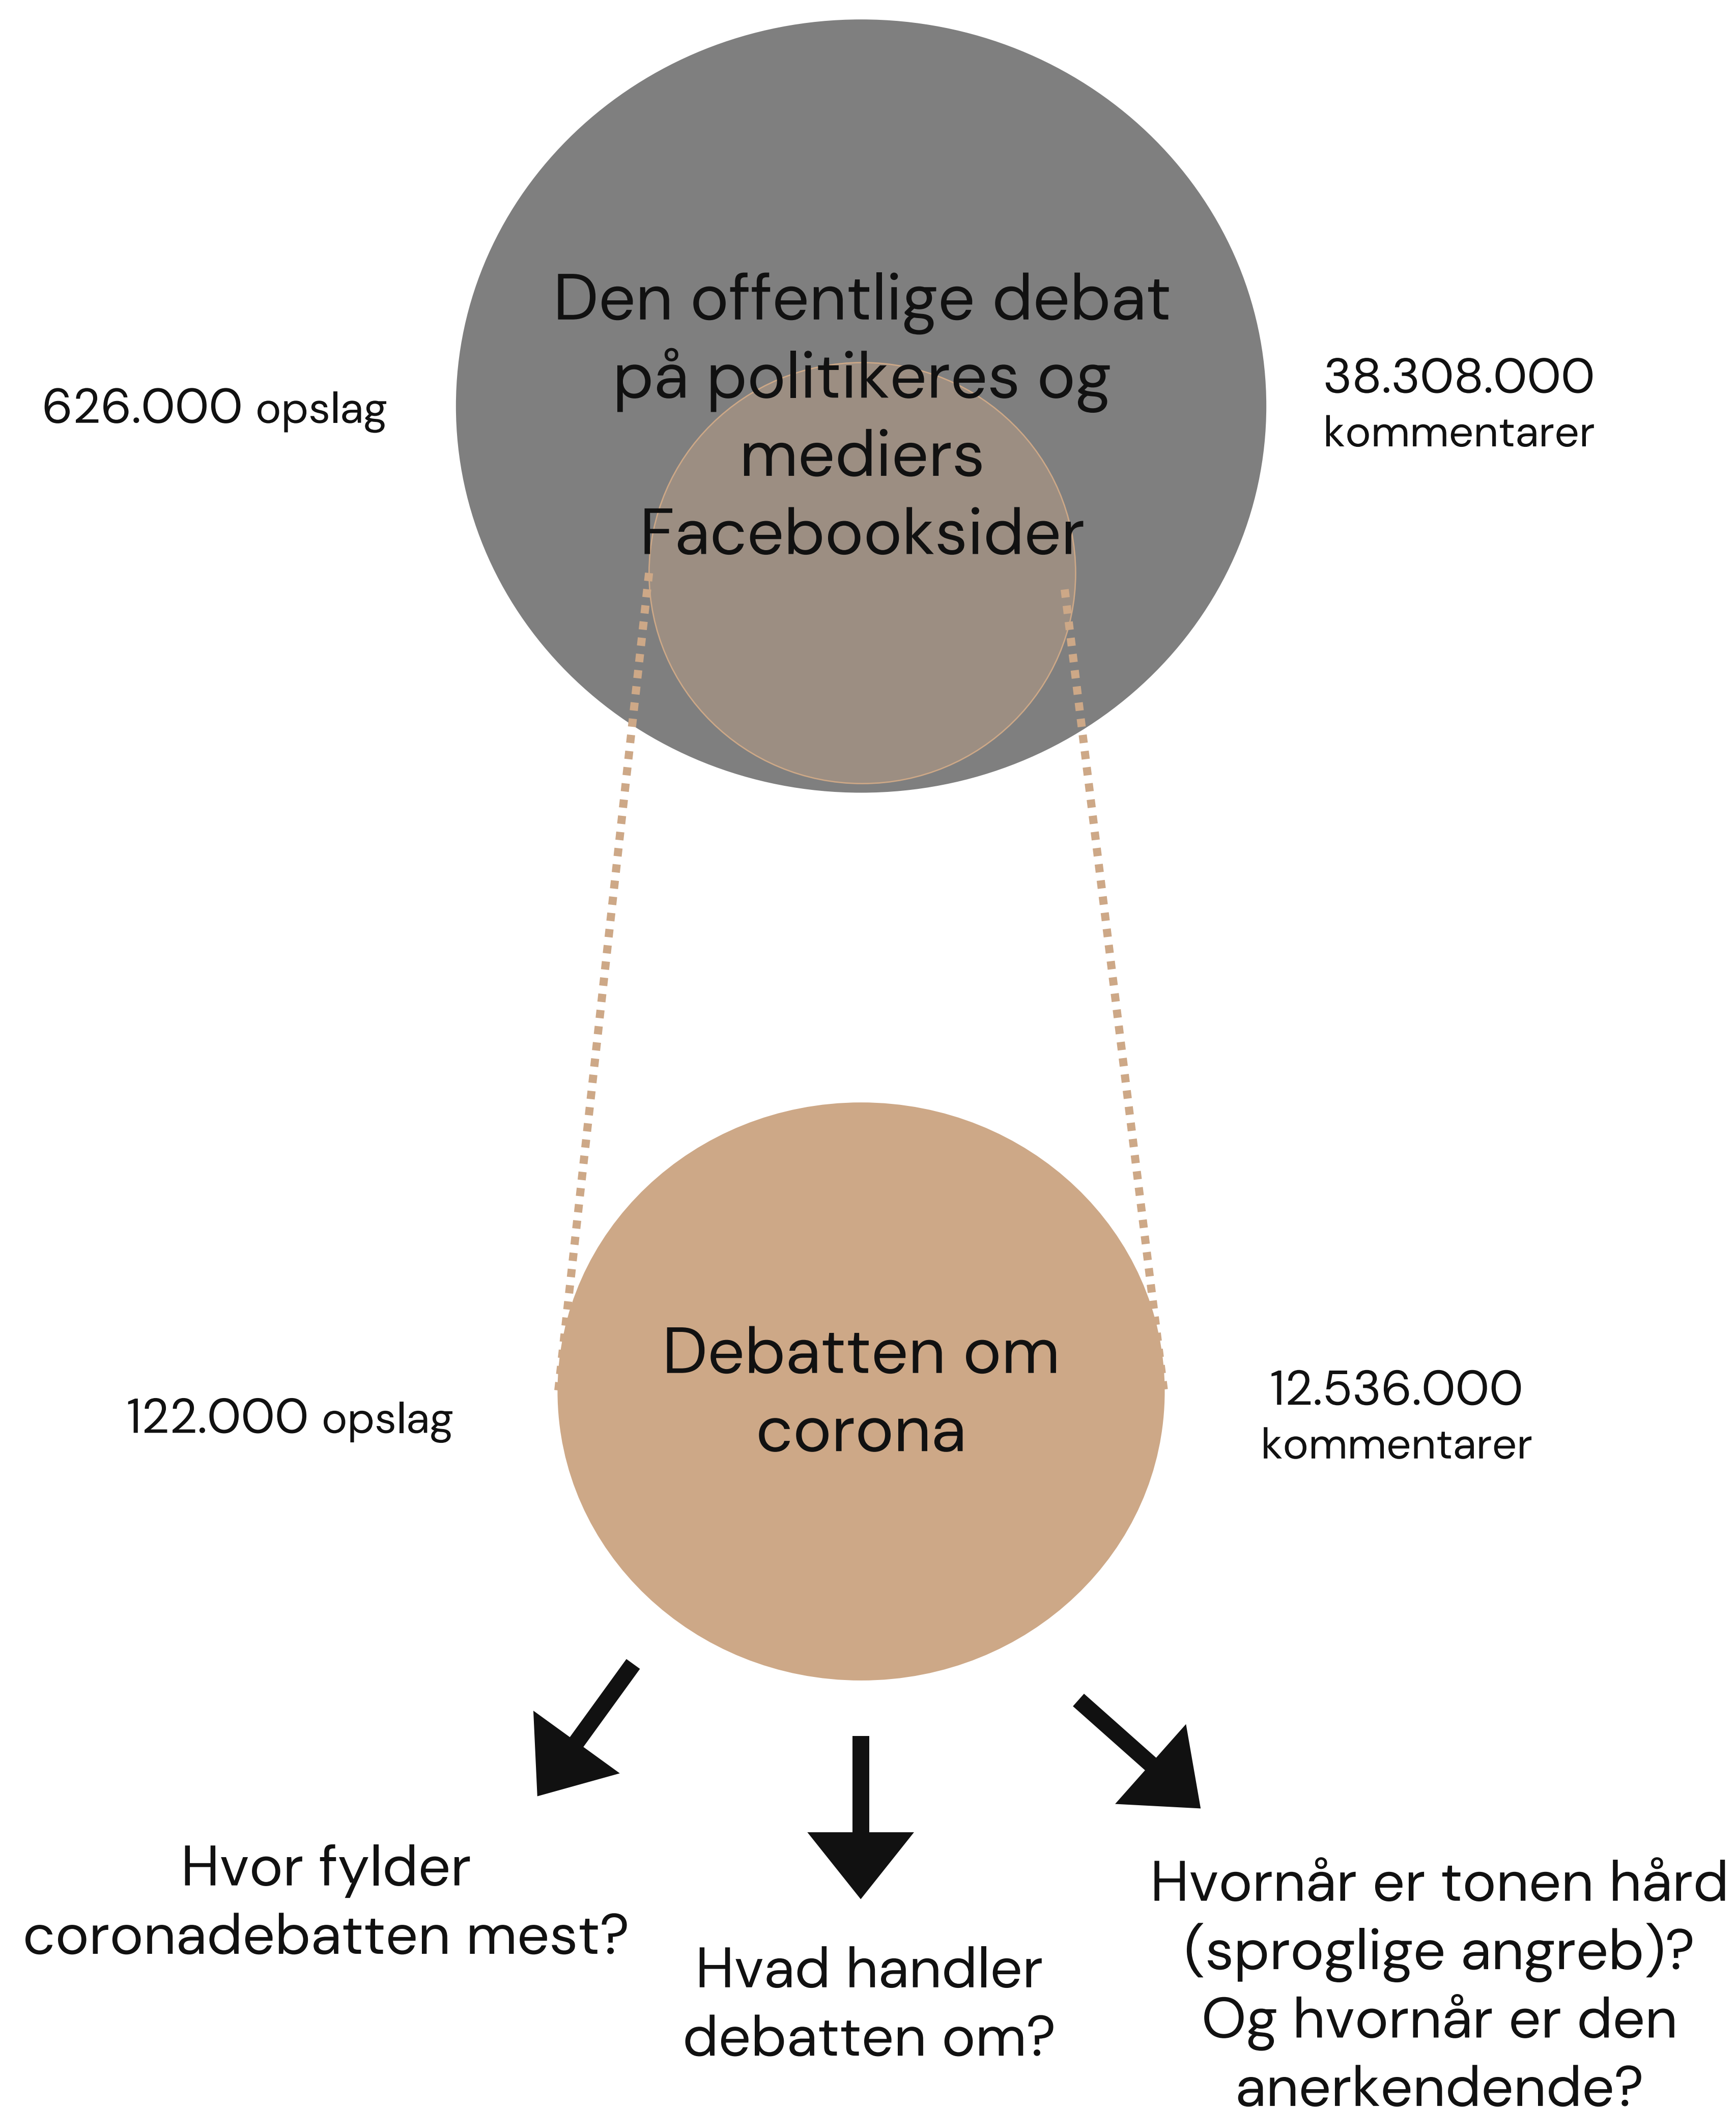 Den offentlige debat
på politikeres og
mediers
Facebooksider
626.000 opslag
38.308.000
kommentarer
Debatten om
corona
122.000 opslag
12.536.000
kommentarer
Hvor fylder
coronadebatten mest?
Hvad handler
debatten om?
Hvornår er tonen hård
(sproglige angreb)?
Og hvornår er den
anerkendende?